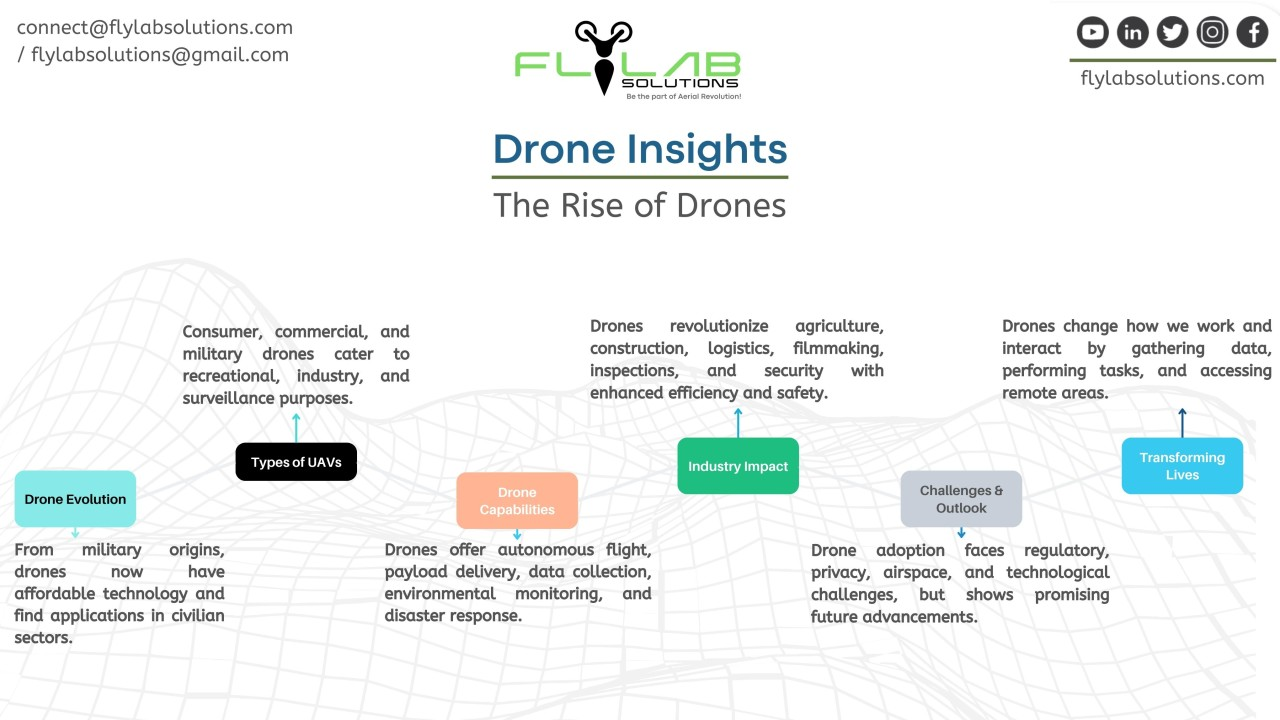 connect@flylabsolutions.com
/ flylabsolutions@gmail.com
FLYLAB
SOLUTIONS
Be the part of Aerial Revolution!
flylabsolutions.com
Drone Insights
The Rise of Drones
Drone Evolution
From military origins,
drones now have
affordable technology and
find applications in civilian
sectors.
Consumer, commercial, and
military drones cater to
recreational, industry, and
surveillance purposes.
Types of UAVs
Drone
Capabilities
Drones offer autonomous flight,
payload delivery, data collection,
environmental monitoring, and
disaster response.
Drones revolutionize agriculture,
construction, logistics, filmmaking,
inspections, and security with
enhanced efficiency and safety.
Industry Impact
Challenges &
Outlook
Drone adoption faces regulatory,
privacy, airspace, and technological
challenges, but shows promising
future advancements.
Drones change how we work and
interact by gathering data,
performing tasks, and accessing
remote areas.
Transforming
Lives